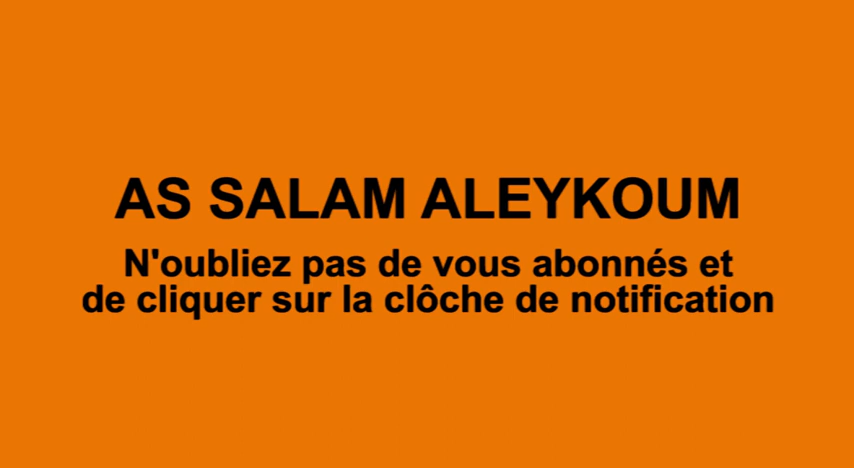 AS SALAM ALEYKOUM
N'oubliez pas de vous abonnés et
de cliquer sur la clôche de notification